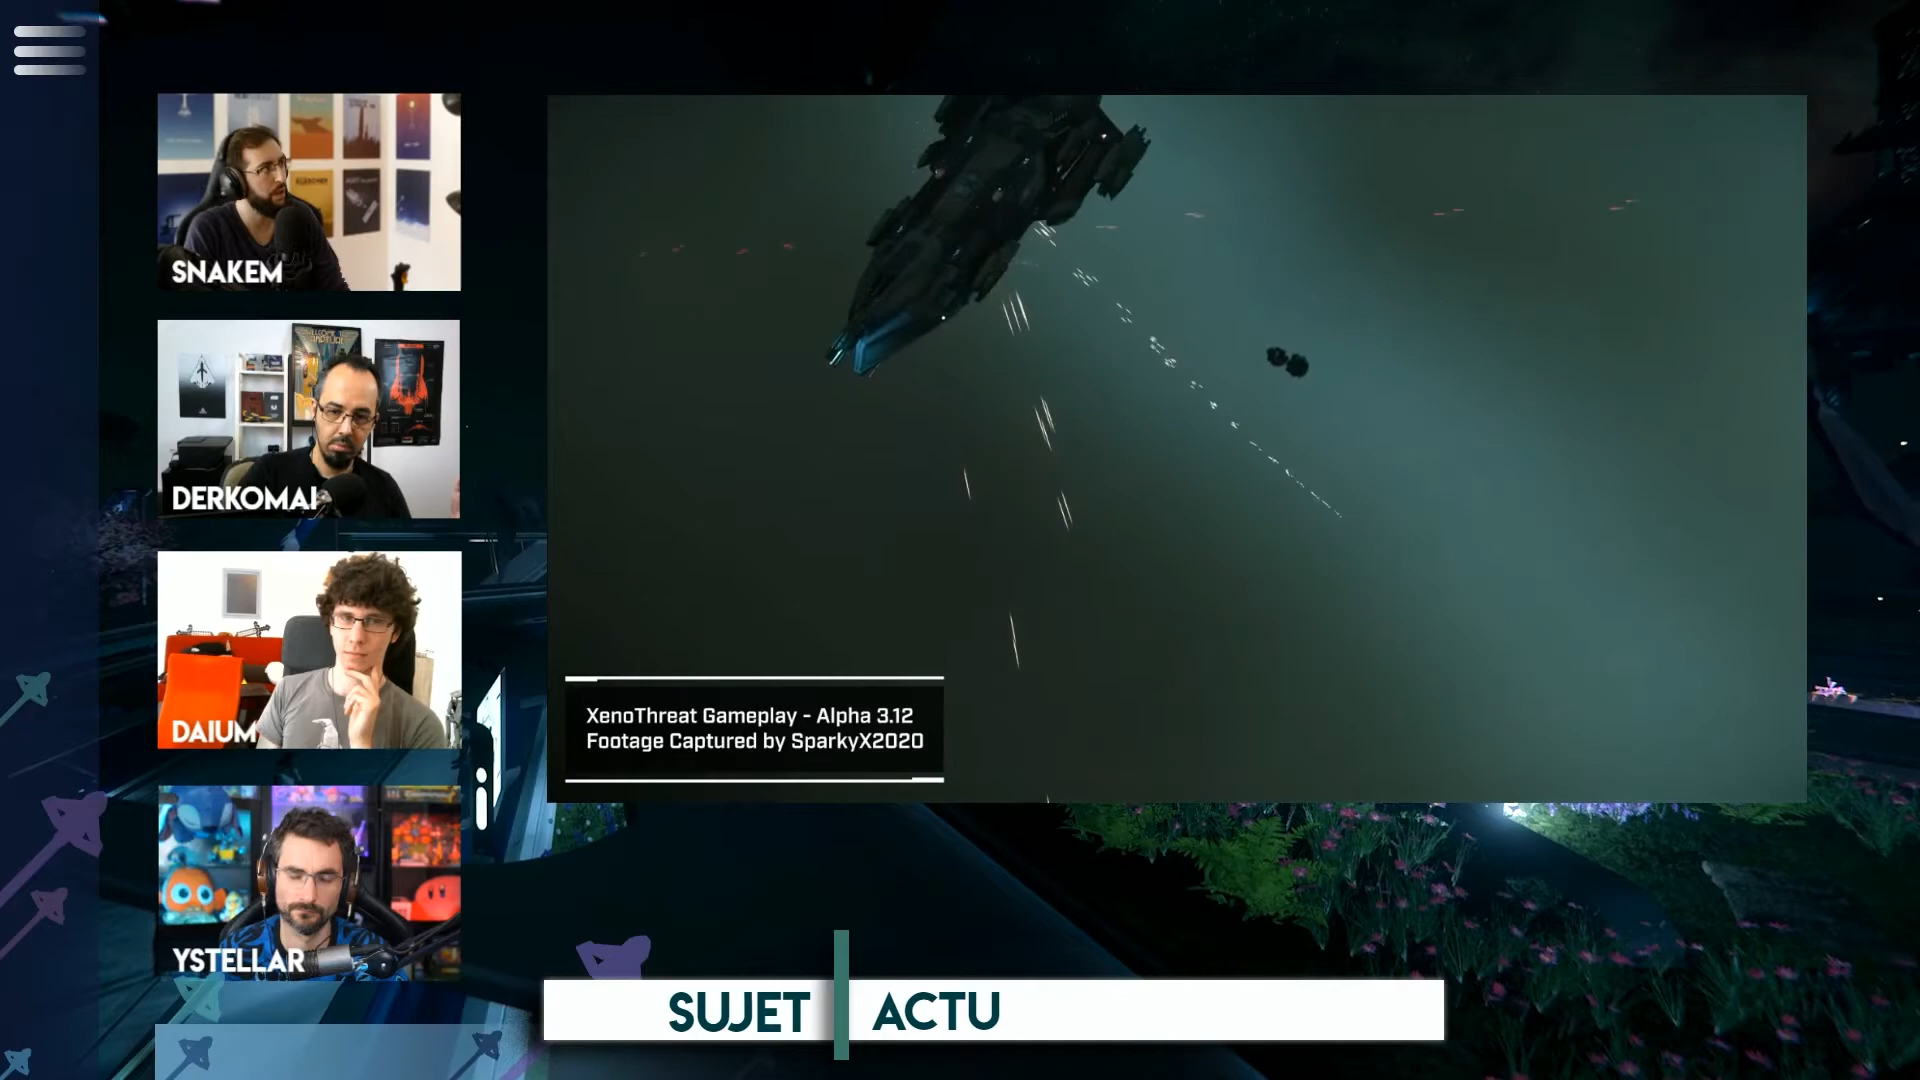 SNAKEM
DERKOMAI
DAIUM
YSTELLAR
XenoThreat Gameplay - Alpha 3.12
Footage Captured by SparkyX2020
SUJET
ACTU